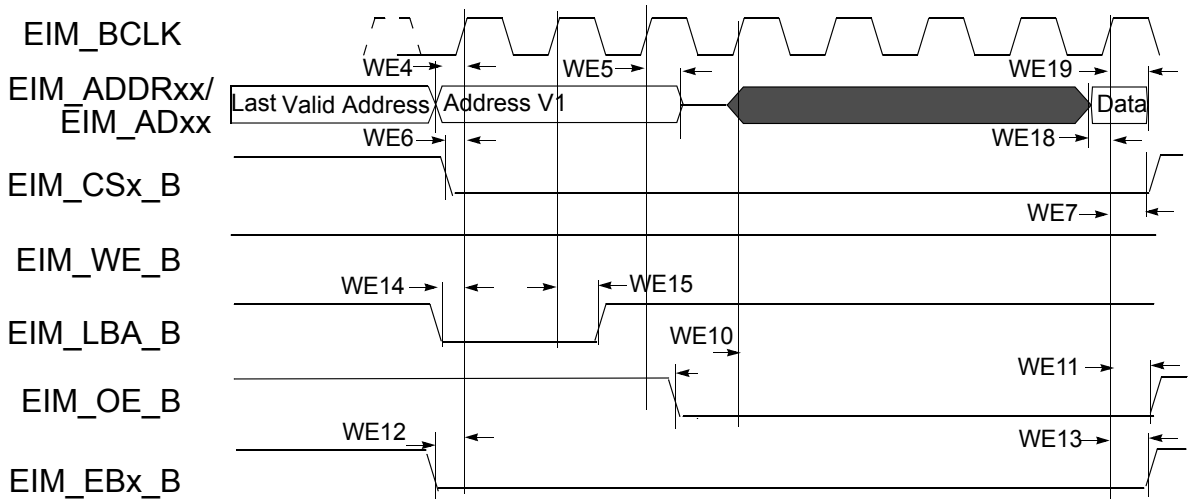 EIM_BCLK
WE4
WE5
WE19
EIM_ADDRxx/
EIM_ADxx
Last Valid Address
Address V1
Data
WE6
WE18
EIM_CSx_B
WE7
EIM_WE_B
WE14
WE15
EIM_LBA_B
WE10
WE11
EIM_OE_B
WE12
WE13
EIM_EBx_B